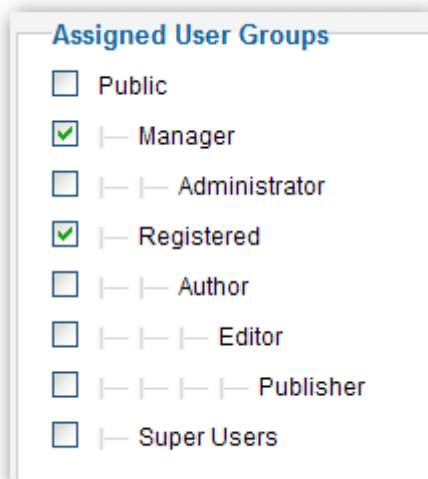 Assigned User Groups
Public
|— Manager
|— |— Administrator
|— Registered
|— |— Author
|— |— |— Editor
|— |— |— |— Publisher
|— Super Users